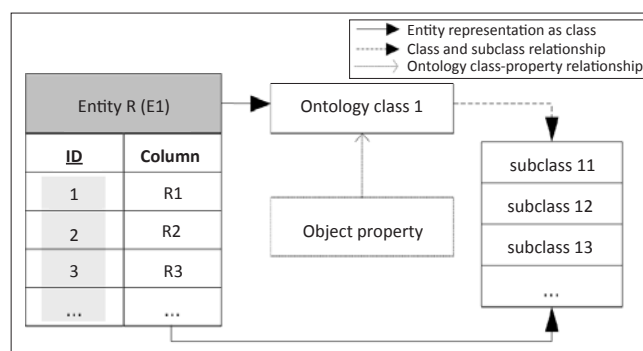 Entity representation as class
Class and subclass relationship
Ontology class-property relationship
Entity R (E1)
Ontology class 1
ID Column
1 R1
2 R2
3 R3
... ...
Object property
subclass 11
subclass 12
subclass 13
...